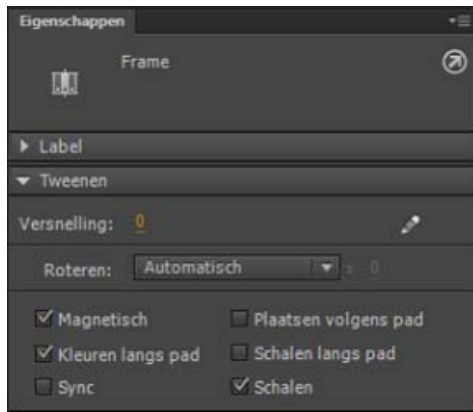 Eigenschappen
Frame
Label
Tweenen
Versnelling: 0
Roteren: Automatisch x 0
Magnetisch Plaatsen volgens pad
Kleuren langs pad Schalen langs pad
Sync Schalen